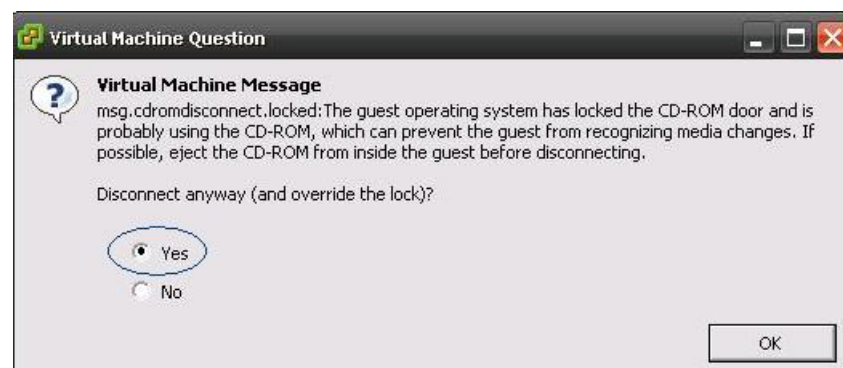 Virtual Machine Question
Virtual Machine Message
msg.cdromdisconnect.locked:The guest operating system has locked the CD-ROM door and is
probably using the CD-ROM, which can prevent the guest from recognizing media changes. If
possible, eject the CD-ROM from inside the guest before disconnecting.
Disconnect anyway (and override the lock)?
Yes
No
OK